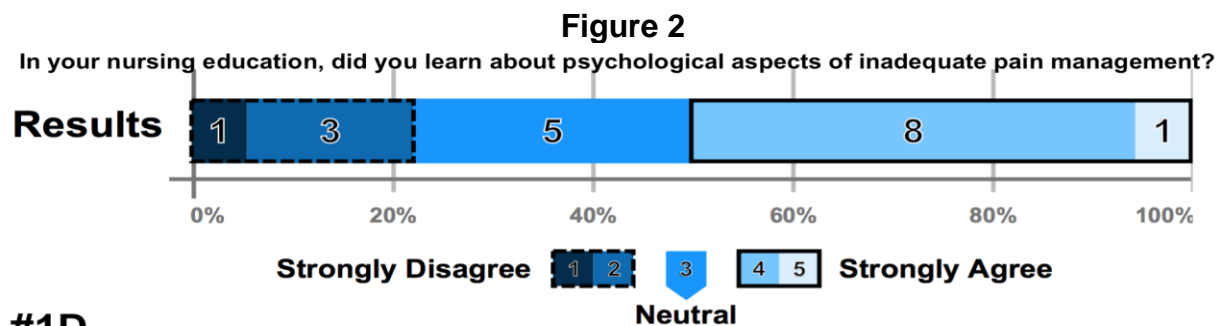 Figure 2
In your nursing education, did you learn about psychological aspects of inadequate pain management?
Results 1 3 5 8 1
0% 20% 40% 60% 80% 100%
Strongly Disagree 1 2 3 4 5 Strongly Agree
Neutral
#1D